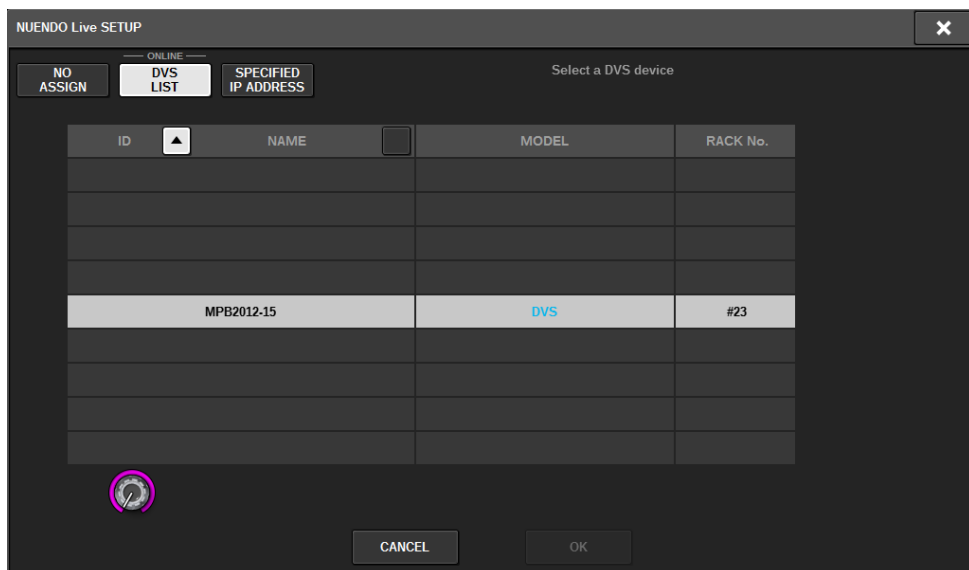 NUENDO Live SETUP
ONLINE
NO ASSIGN
DVS LIST
SPECIFIED IP ADDRESS
Select a DVS device
ID NAME MODEL RACK No.
MPB2012-15 DVS #23
CANCEL OK